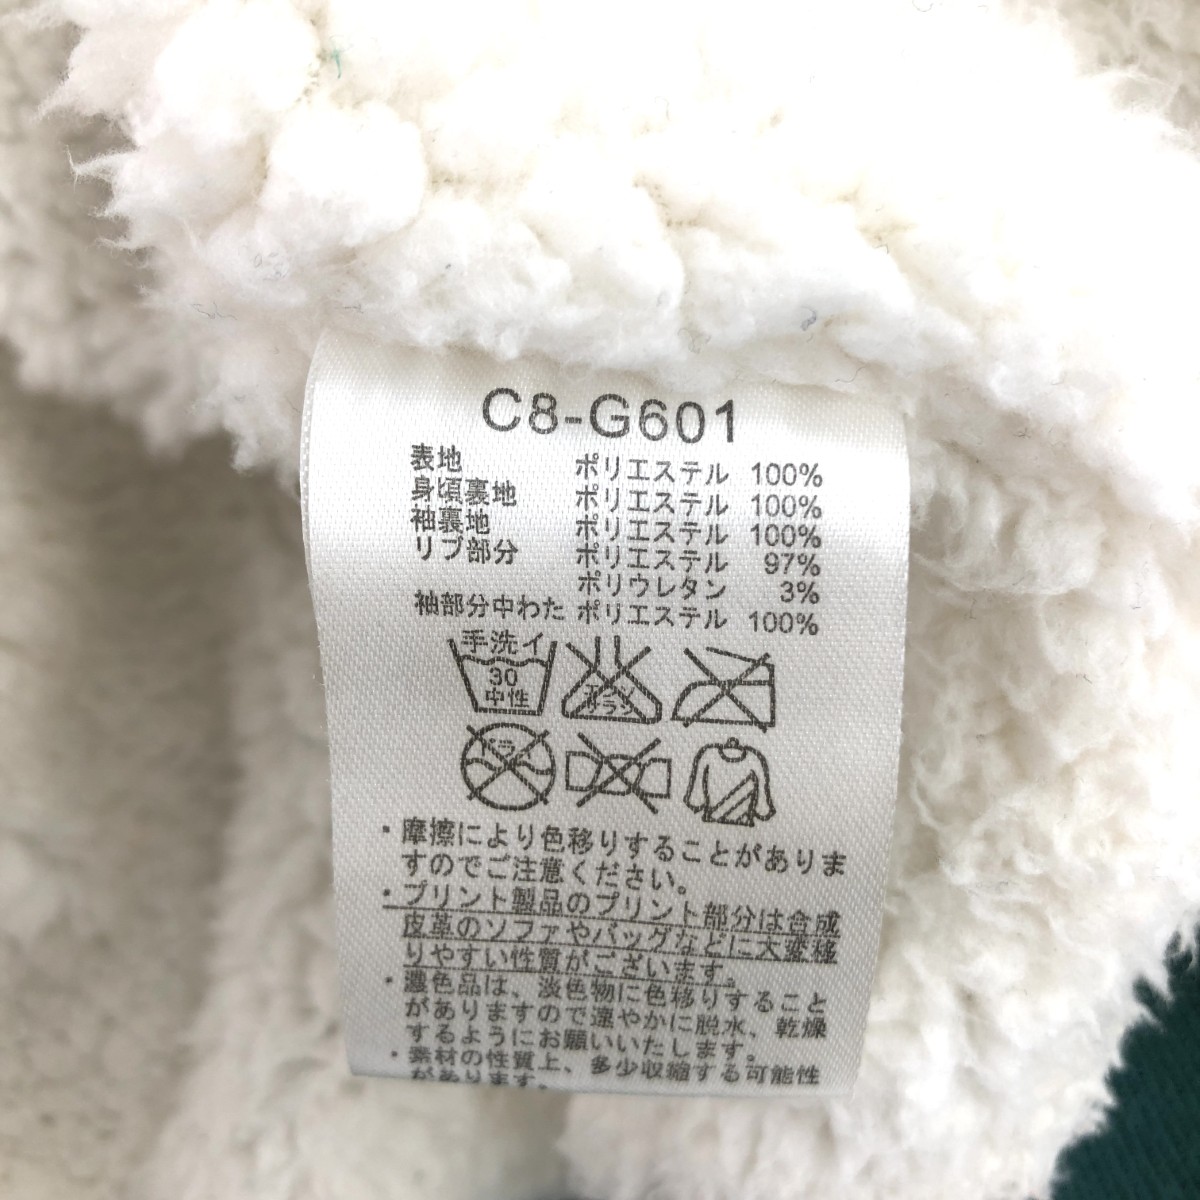 C8-G601
表地 ポリエステル 100%
身頃裏地 ポリエステル 100%
袖裏地 ポリエステル 100%
リブ部分 ポリエステル 97%
ポリウレタン 3%
袖部分中わた ポリエステル 100%
手洗イ
30
中性
エンソ
サラシ
ドライ
・摩擦により色移りすることがありま
すのでご注意ください。
・プリント製品のプリント部分は合成
皮革のソファやバッグなどに大変移
りやすい性質がございます。
・濃色品は、淡色物に色移りすること
がありますので速やかに脱水、乾燥
するようにお願いいたします。
・素材の性質上、多少収縮する可能性
があります。